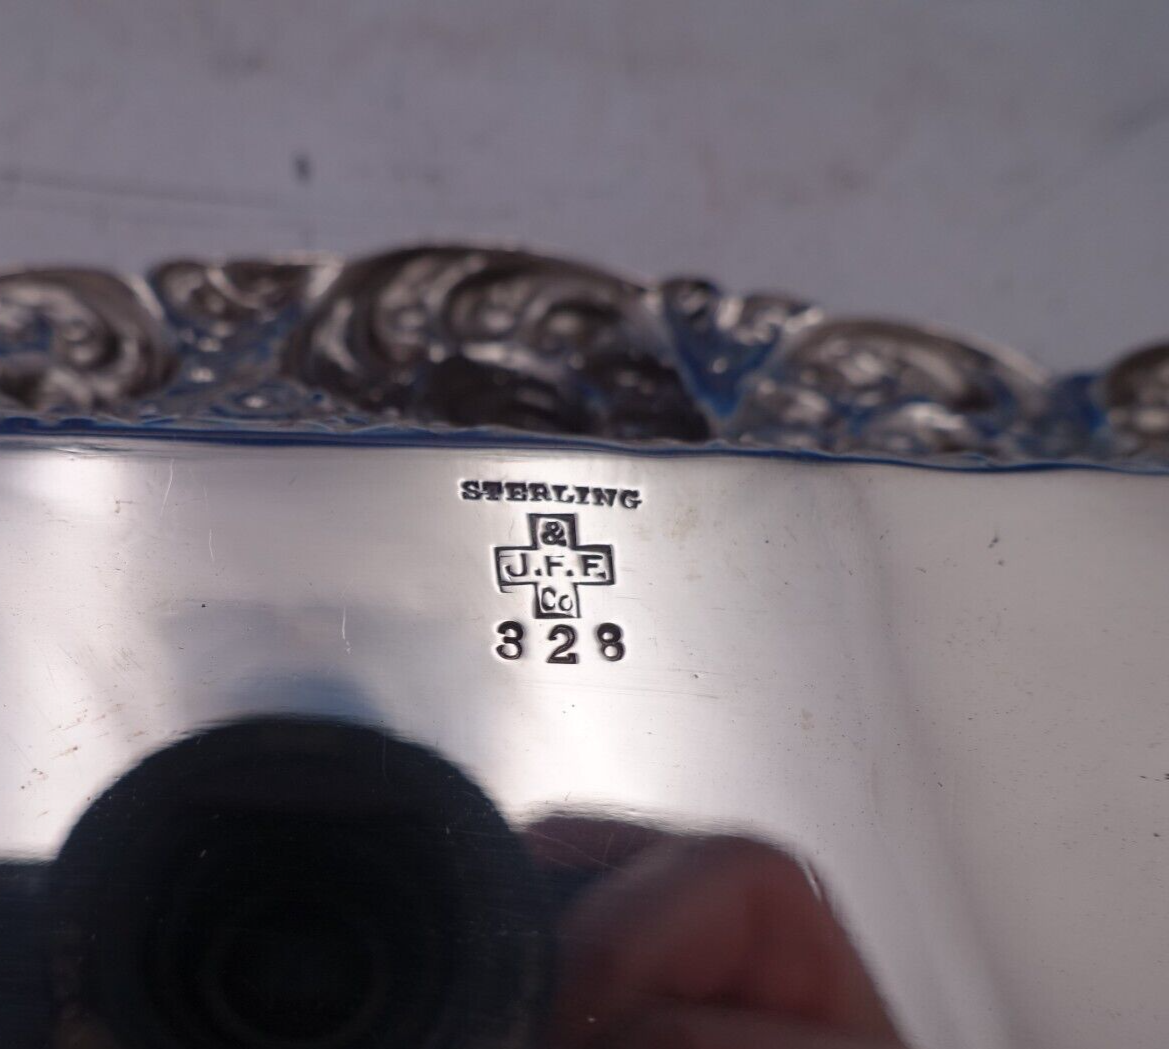 STERLING
&
J.F.F.
Co
328